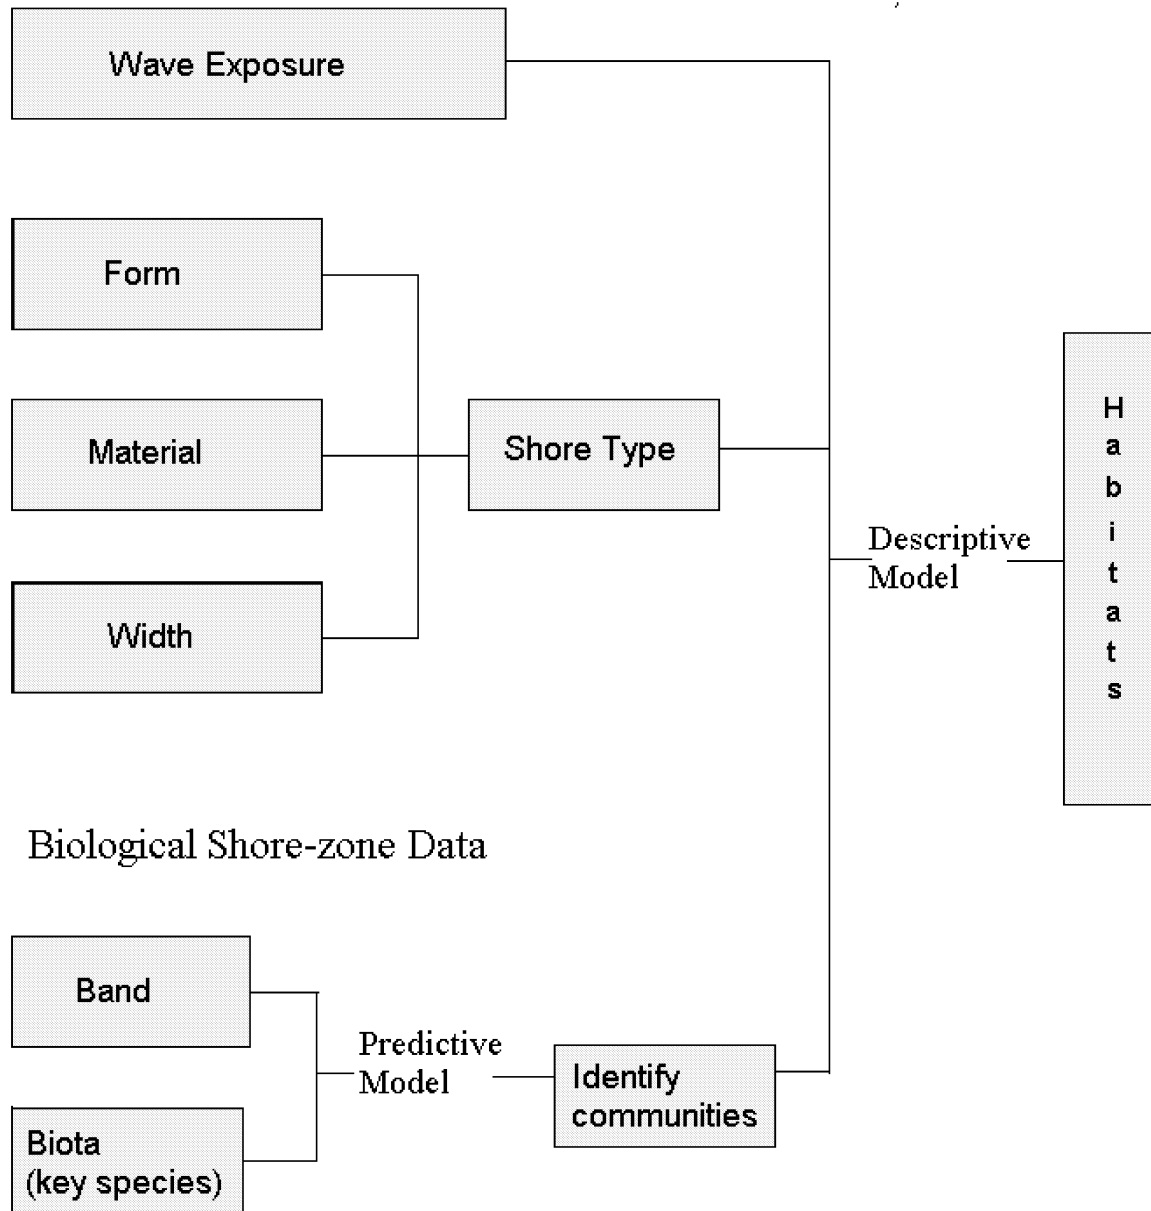 Wave Exposure
Form
Material
Shore Type
Width
Descriptive
Model
H
a
b
i
t
a
t
s
Biological Shore-zone Data
Band
Predictive
Model
Identify
communities
Biota
(key species)